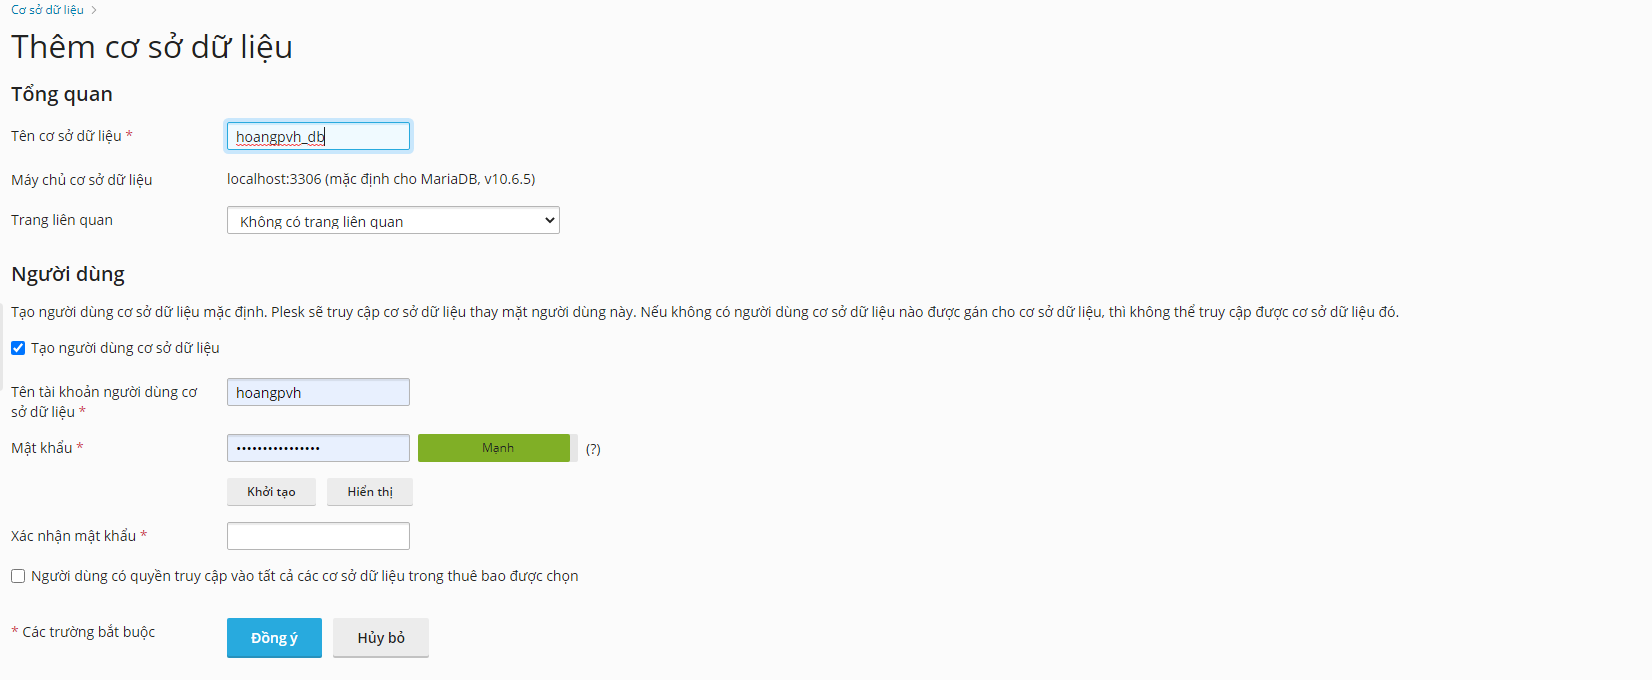 Cơ sở dữ liệu >
Thêm cơ sở dữ liệu
Tổng quan
Tên cơ sở dữ liệu * hoangpvh_db
Máy chủ cơ sở dữ liệu localhost:3306 (mặc định cho MariaDB, v10.6.5)
Trang liên quan Không có trang liên quan
Người dùng
Tạo người dùng cơ sở dữ liệu mặc định. Plesk sẽ truy cập cơ sở dữ liệu thay mặt người dùng này. Nếu không có người dùng cơ sở dữ liệu nào được gán cho cơ sở dữ liệu, thì không thể truy cập được cơ sở dữ liệu đó.
Tạo người dùng cơ sở dữ liệu
Tên tài khoản người dùng cơ
sở dữ liệu * hoangpvh
Mật khẩu * •••••••••••••••• Mạnh (?)
Khởi tạo Hiển thị
Xác nhận mật khẩu *
Người dùng có quyền truy cập vào tất cả các cơ sở dữ liệu trong thuê bao được chọn
* Các trường bắt buộc Đồng ý Hủy bỏ